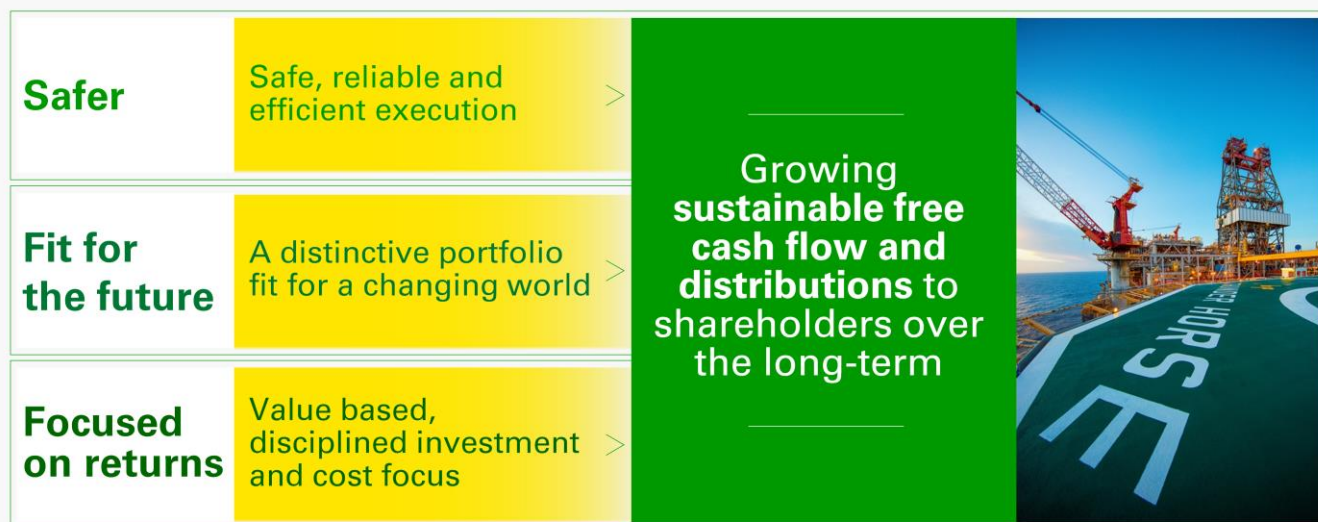 Safer
Safe, reliable and
efficient execution
>
Fit for
the future
A distinctive portfolio
fit for a changing world
>
Focused
on returns
Value based,
disciplined investment
and cost focus
>
Growing
sustainable free
cash flow and
distributions to
shareholders over
the long-term
HORSE